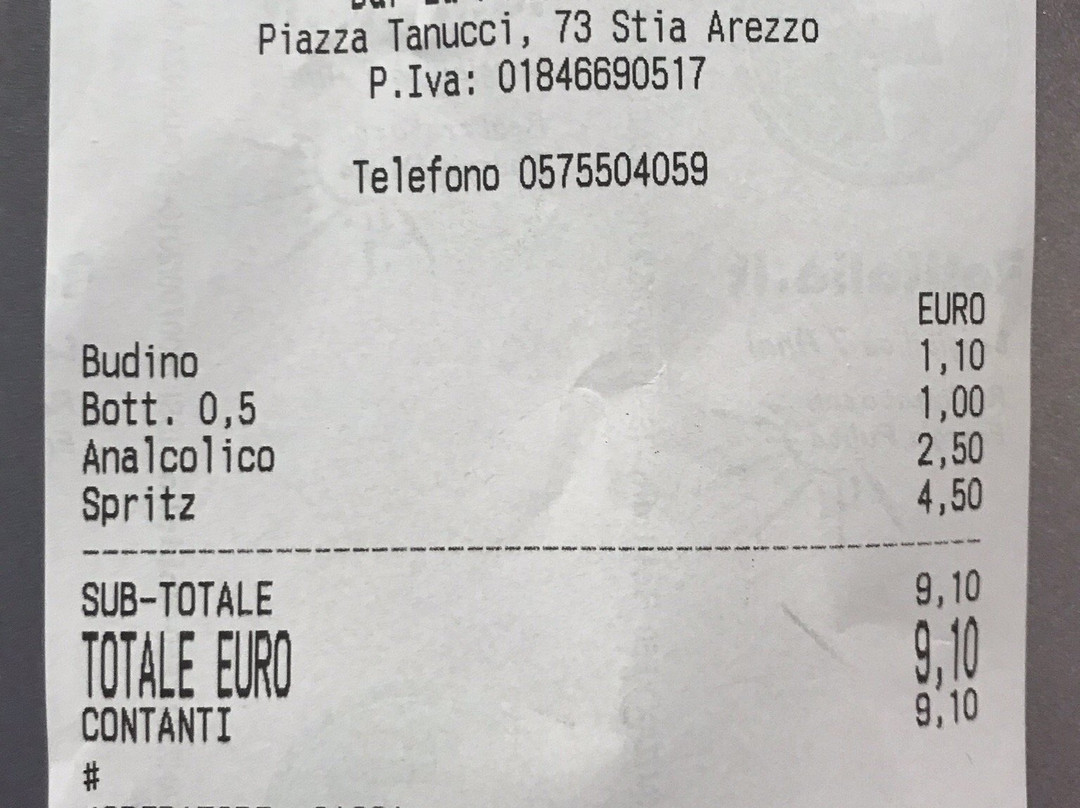 Piazza Tanucci, 73 Stia Arezzo
P.Iva: 01846690517
Telefono 0575504059
EURO
Budino 1,10
Bott. 0,5 1,00
Analcolico 2,50
Spritz 4,50
SUB-TOTALE 9,10
TOTALE EURO 9,10
CONTANTI 9,10
#